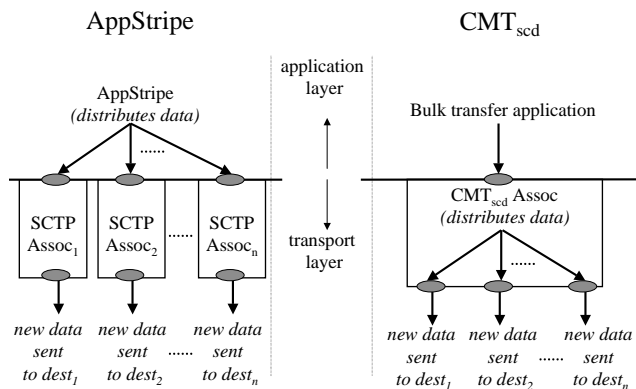 AppStripe
CMTscd
application
layer
AppStripe
(distributes data)
......
Bulk transfer application
SCTP
Assoc1
SCTP
Assoc2
......
SCTP
Assocn
transport
layer
CMTscd Assoc
(distributes data)
......
new data
sent
to dest1
new data
sent
to dest2
......
new data
sent
to destn
new data
sent
to dest1
new data
sent
to dest2
......
new data
sent
to destn